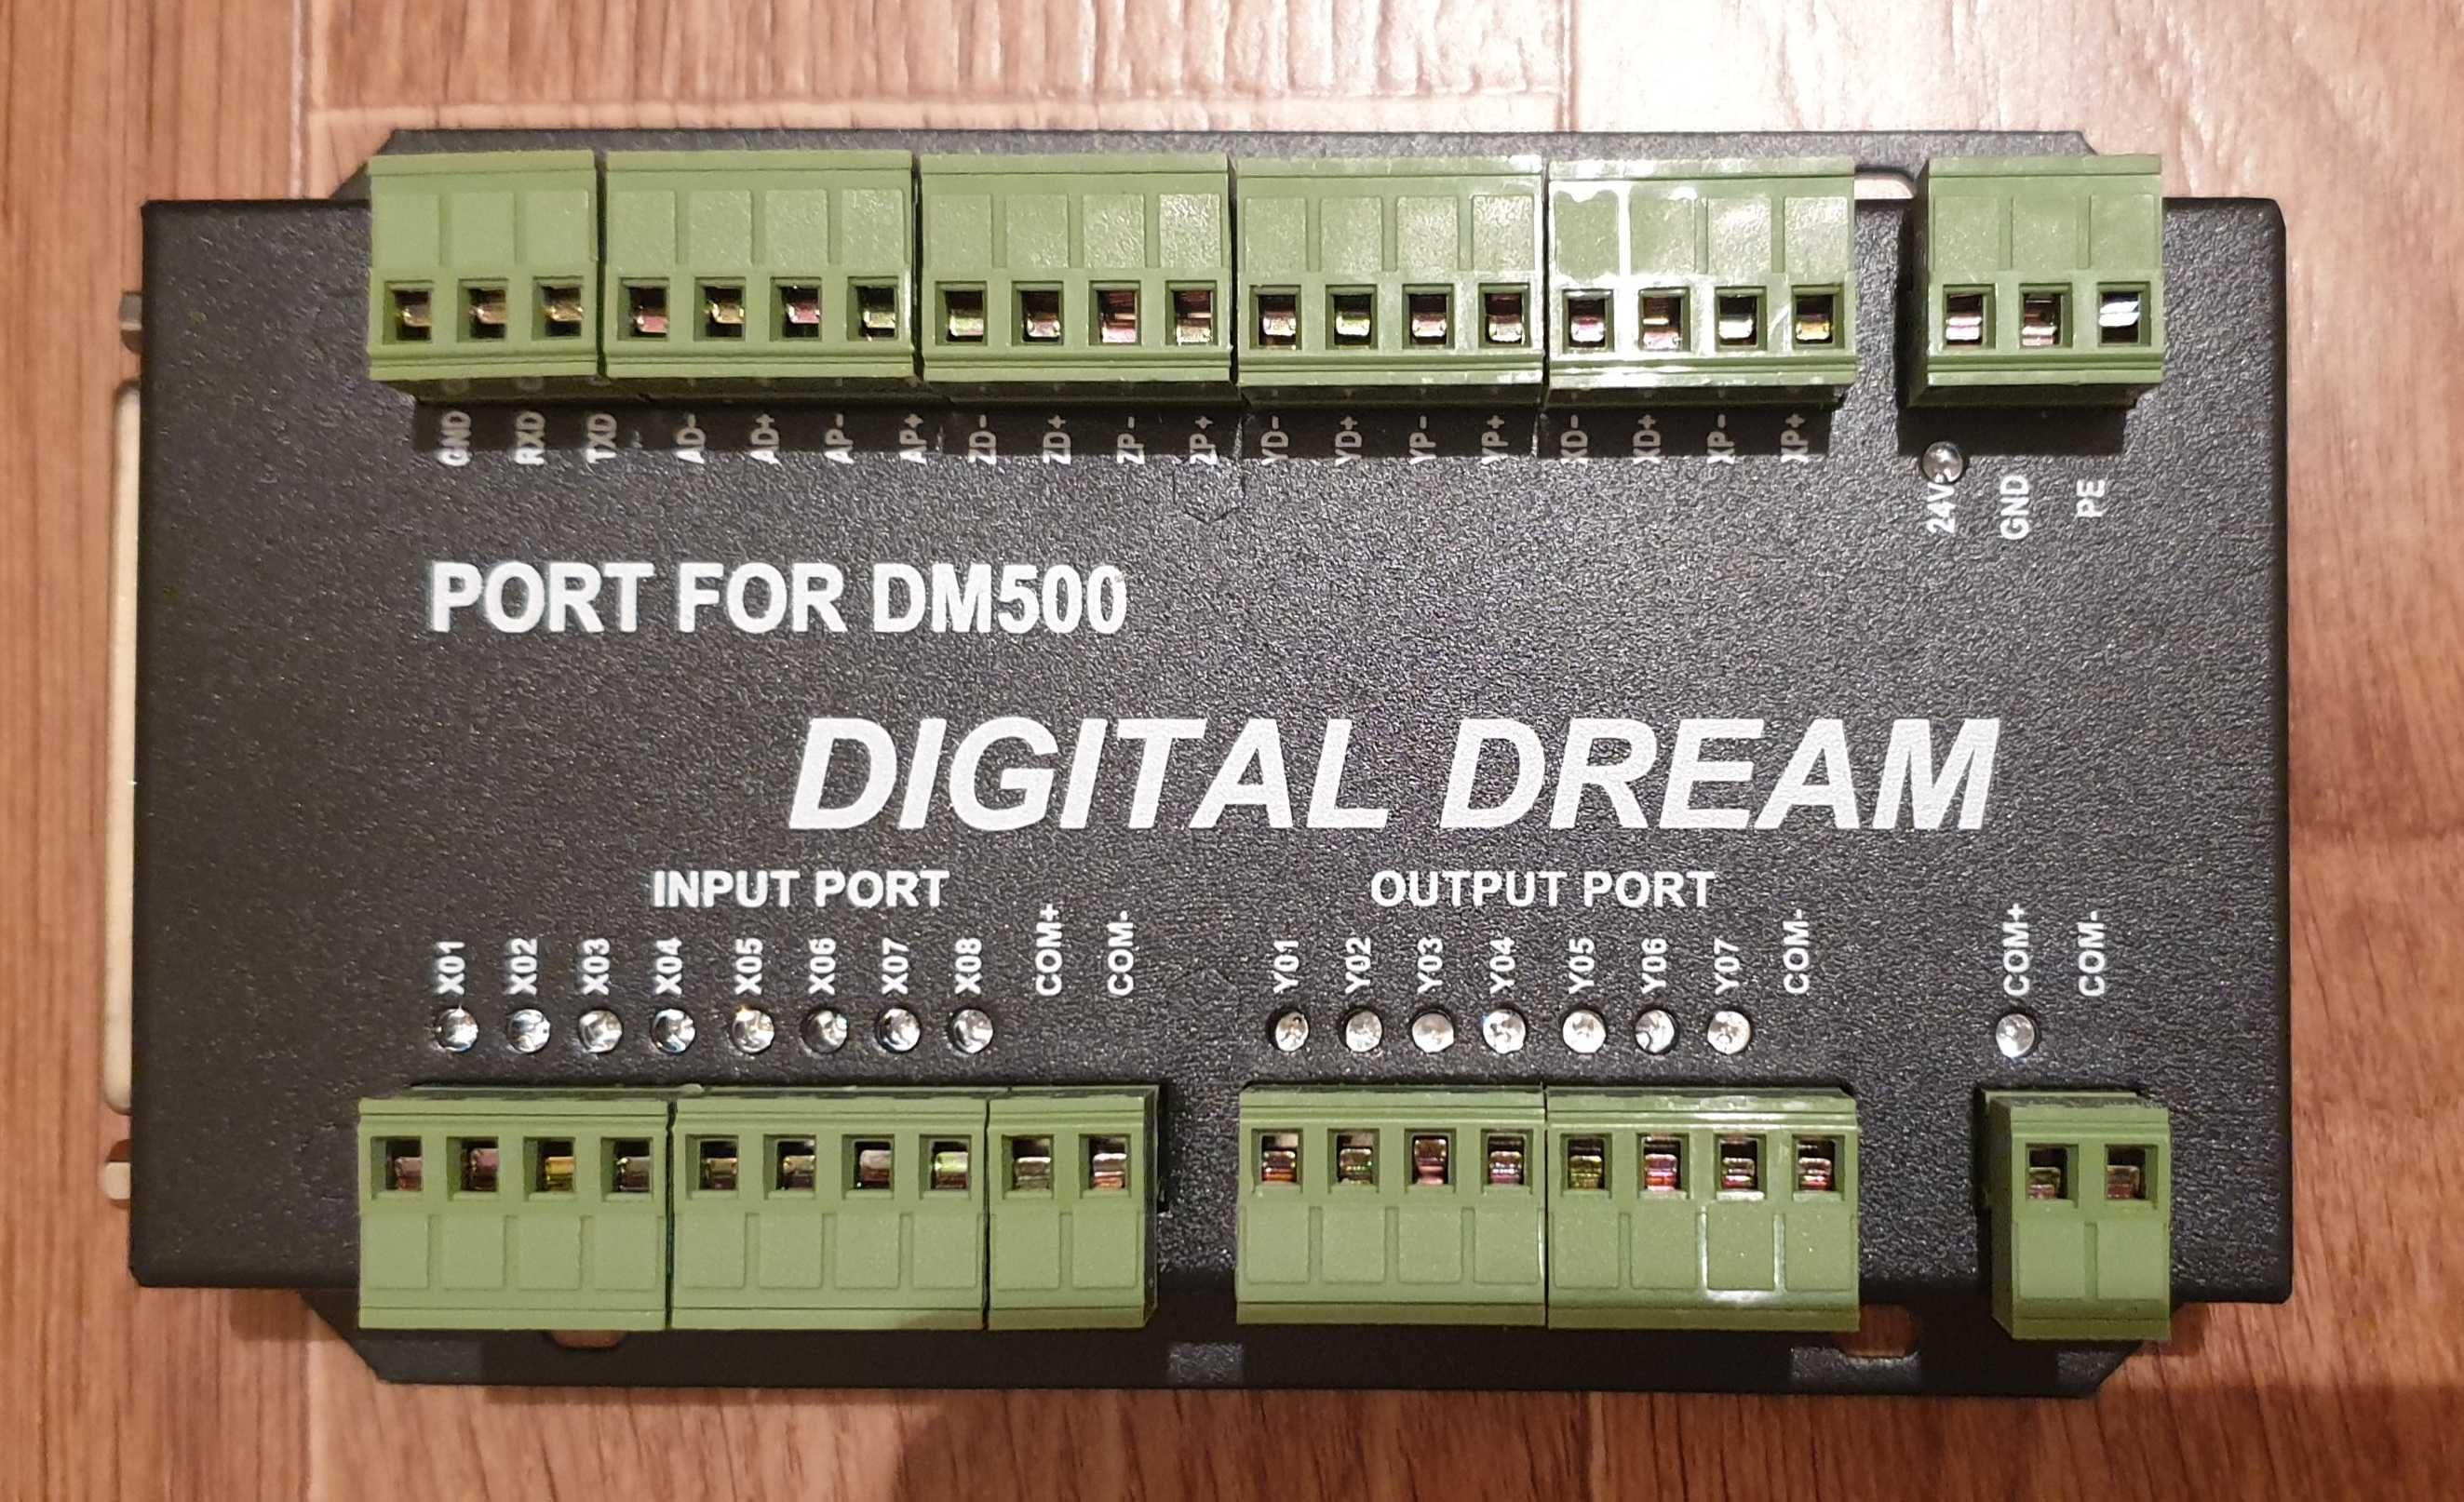 GND RXD TXD AD- AD+ AP- AP+ ZD- ZD+ ZP- ZP+ YD- YD+ YP- YP+ XD- XD+ XP- XP+
24V GND PE
PORT FOR DM500
DIGITAL DREAM
INPUT PORT OUTPUT PORT
X01 X02 X03 X04 X05 X06 X07 X08 COM+ COM- Y01 Y02 Y03 Y04 Y05 Y06 Y07 COM- COM+ COM-